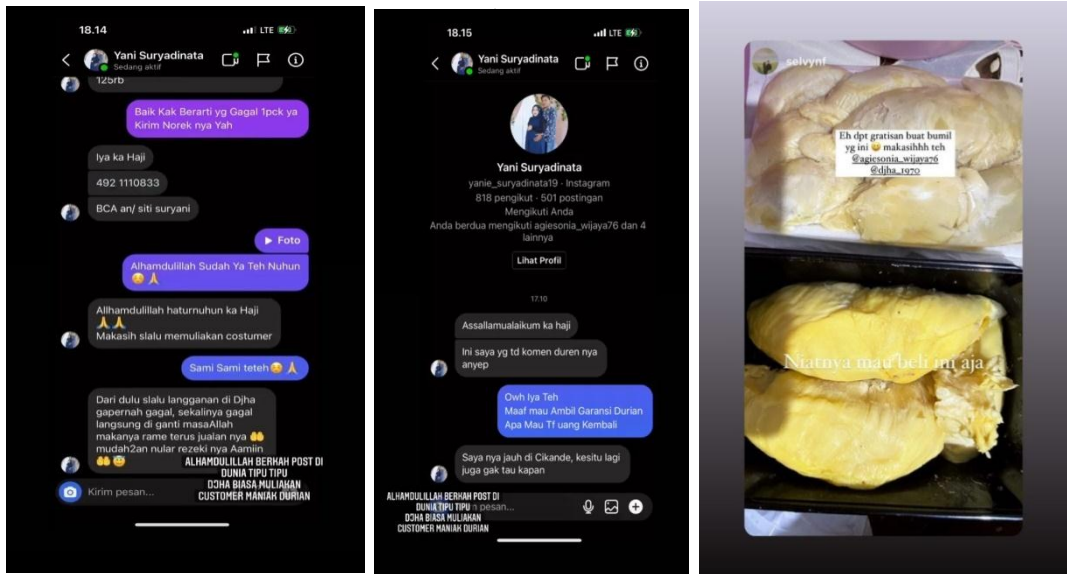 18.14
LTE
Yani Suryadinata
Sedang aktif
125rb
Baik Kak Berarti yg Gagal 1pck ya
Kirim Norek nya Yah
Iya ka Haji
492 1110833
BCA an/ siti suryani
Foto
Alhamdulillah Sudah Ya Teh Nuhun
😔🙏
Allhamdulillah haturnuhun ka Haji
🙏🙏
Makasih slalu memuliakan costumer
Sami Sami teteh😔🙏
Dari dulu slalu langganan di Djha
gapernah gagal, sekalinya gagal
langsung di ganti masaAllah
makanya rame terus jualan nya 🤲
mudah2an nular rezeki nya Aamiin
🤲😇
ALHAMDULILLAH BERKAH POST DI
DUNIA TIPU TIPU
DJHA BIASA MULIAKAN
CUSTOMER MANIAK DURIAN
Kirim pesan...
18.15
LTE
Yani Suryadinata
Sedang aktif
Yani Suryadinata
yanie_suryadinata19 · Instagram
818 pengikut · 501 postingan
Mengikuti Anda
Anda berdua mengikuti agiesonia_wijaya76 dan 4
lainnya
Lihat Profil
17.10
Assallamualaikum ka haji
Ini saya yg td komen duren nya
anyep
Owh Iya Teh
Maaf mau Ambil Garansi Durian
Apa Mau Tf uang Kembali
Saya nya jauh di Cikande, kesitu lagi
juga gak tau kapan
ALHAMDULILLAH BERKAH POST DI
DUNIA TIPU TIPU
DJHA BIASA MULIAKAN
CUSTOMER MANIAK DURIAN
pesan...
selvynf
Eh dpt gratisan buat bumil
yg ini 😄 makasihhh teh
@agiesonia_wijaya76
@djha_1970
Niatnya mau beli ini aja